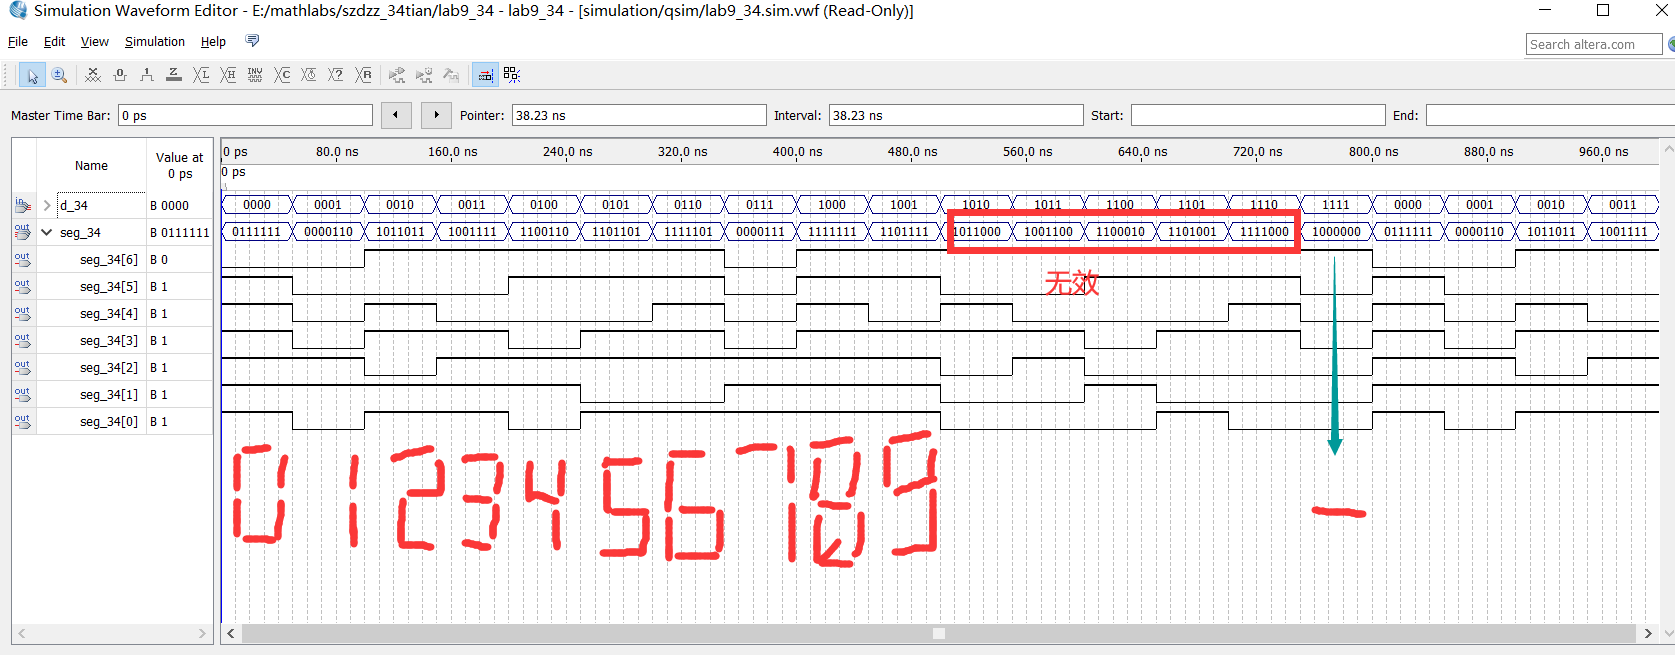 Simulation Waveform Editor - E:/mathlabs/szdzz_34tian/lab9_34 - lab9_34 - [simulation/qsim/lab9_34.sim.vwf (Read-Only)]
File Edit View Simulation Help
Search altera.com
Master Time Bar: 0 ps Pointer: 38.23 ns Interval: 38.23 ns Start: End:
Name Value at 0 ps
0 ps 80.0 ns 160.0 ns 240.0 ns 320.0 ns 400.0 ns 480.0 ns 560.0 ns 640.0 ns 720.0 ns 800.0 ns 880.0 ns 960.0 ns
0 ps
d_34 B 0000 0000 0001 0010 0011 0100 0101 0110 0111 1000 1001 1010 1011 1100 1101 1110 1111 0000 0001 0010 0011
seg_34 B 0111111 0111111 0000110 1011011 1001111 1100110 1101101 1111101 0000111 1111111 1101111 1011000 1001100 1100010 1101001 1111000 1000000 0111111 0000110 1011011 1001111
seg_34[6] B 0
seg_34[5] B 1
无效
seg_34[4] B 1
seg_34[3] B 1
seg_34[2] B 1
seg_34[1] B 1
seg_34[0] B 1
0 1 2 3 4 5 6 7 8 9 -